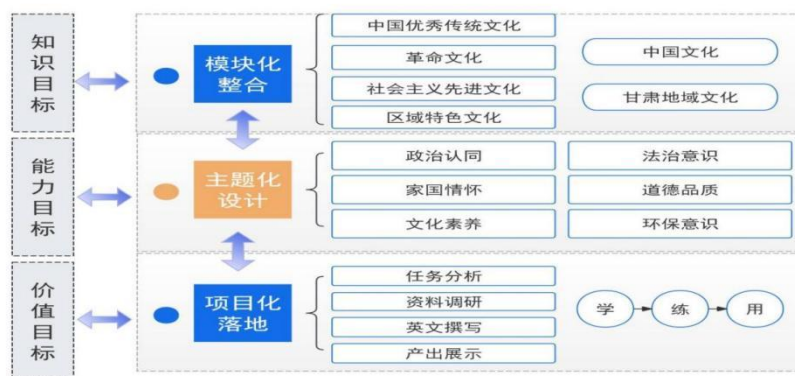 知识目标
模块化
整合
中国优秀传统文化
革命文化
社会主义先进文化
区域特色文化
中国文化
甘肃地域文化
能力目标
主题化
设计
政治认同
家国情怀
文化素养
法治意识
道德品质
环保意识
价值目标
项目化
落地
任务分析
资料调研
英文撰写
产出展示
学
练
用